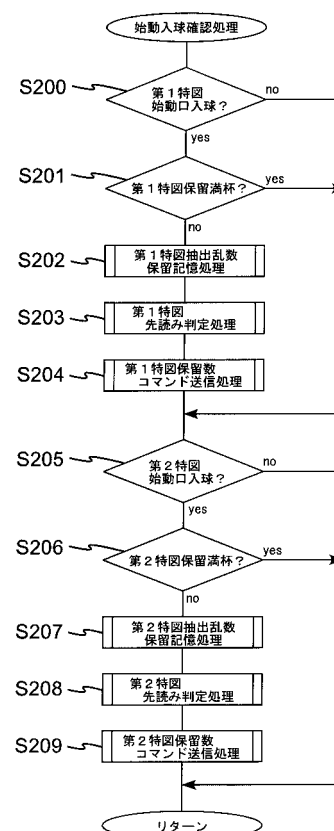 始動入球確認処理
S200
第1特図
始動口入球？
no
yes
S201
第1特図保留満杯？
yes
no
S202
第1特図抽出乱数
保留記憶処理
S203
第1特図
先読み判定処理
S204
第1特図保留数
コマンド送信処理
S205
第2特図
始動口入球？
no
yes
S206
第2特図保留満杯？
yes
no
S207
第2特図抽出乱数
保留記憶処理
S208
第2特図
先読み判定処理
S209
第2特図保留数
コマンド送信処理
リターン